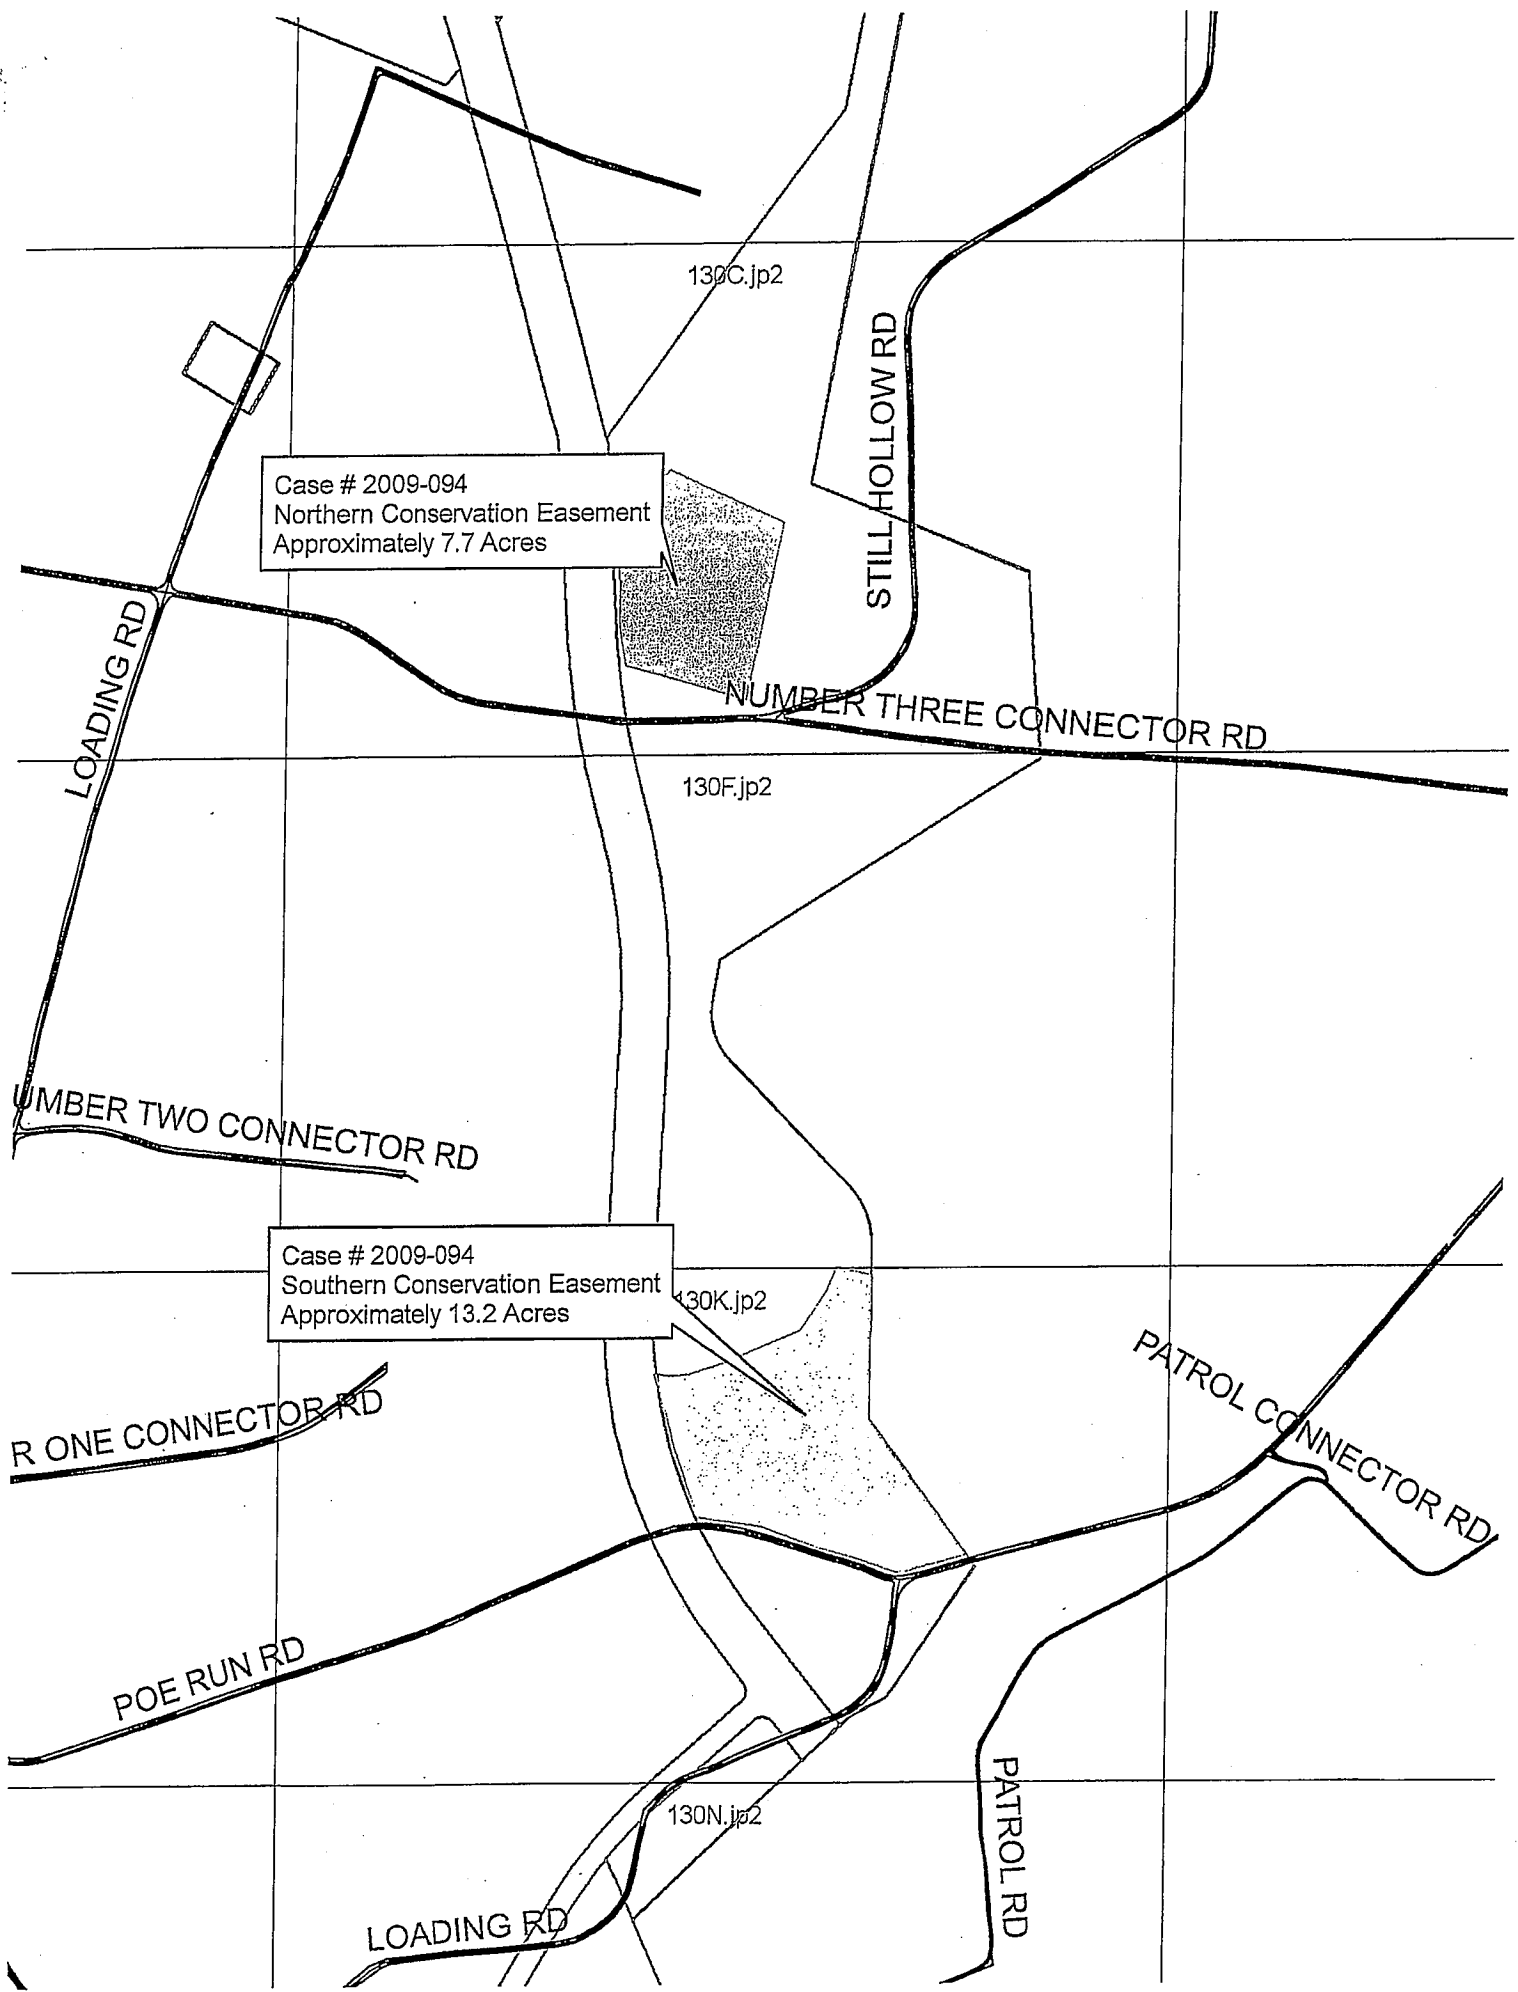 130C.jp2
STILL HOLLOW RD
Case # 2009-094
Northern Conservation Easement
Approximately 7.7 Acres
LOADING RD
NUMBER THREE CONNECTOR RD
130F.jp2
UMBER TWO CONNECTOR RD
Case # 2009-094
Southern Conservation Easement
Approximately 13.2 Acres
130K.jp2
PATROL CONNECTOR RD
R ONE CONNECTOR RD
POE RUN RD
PATROL RD
130N.jp2
LOADING RD